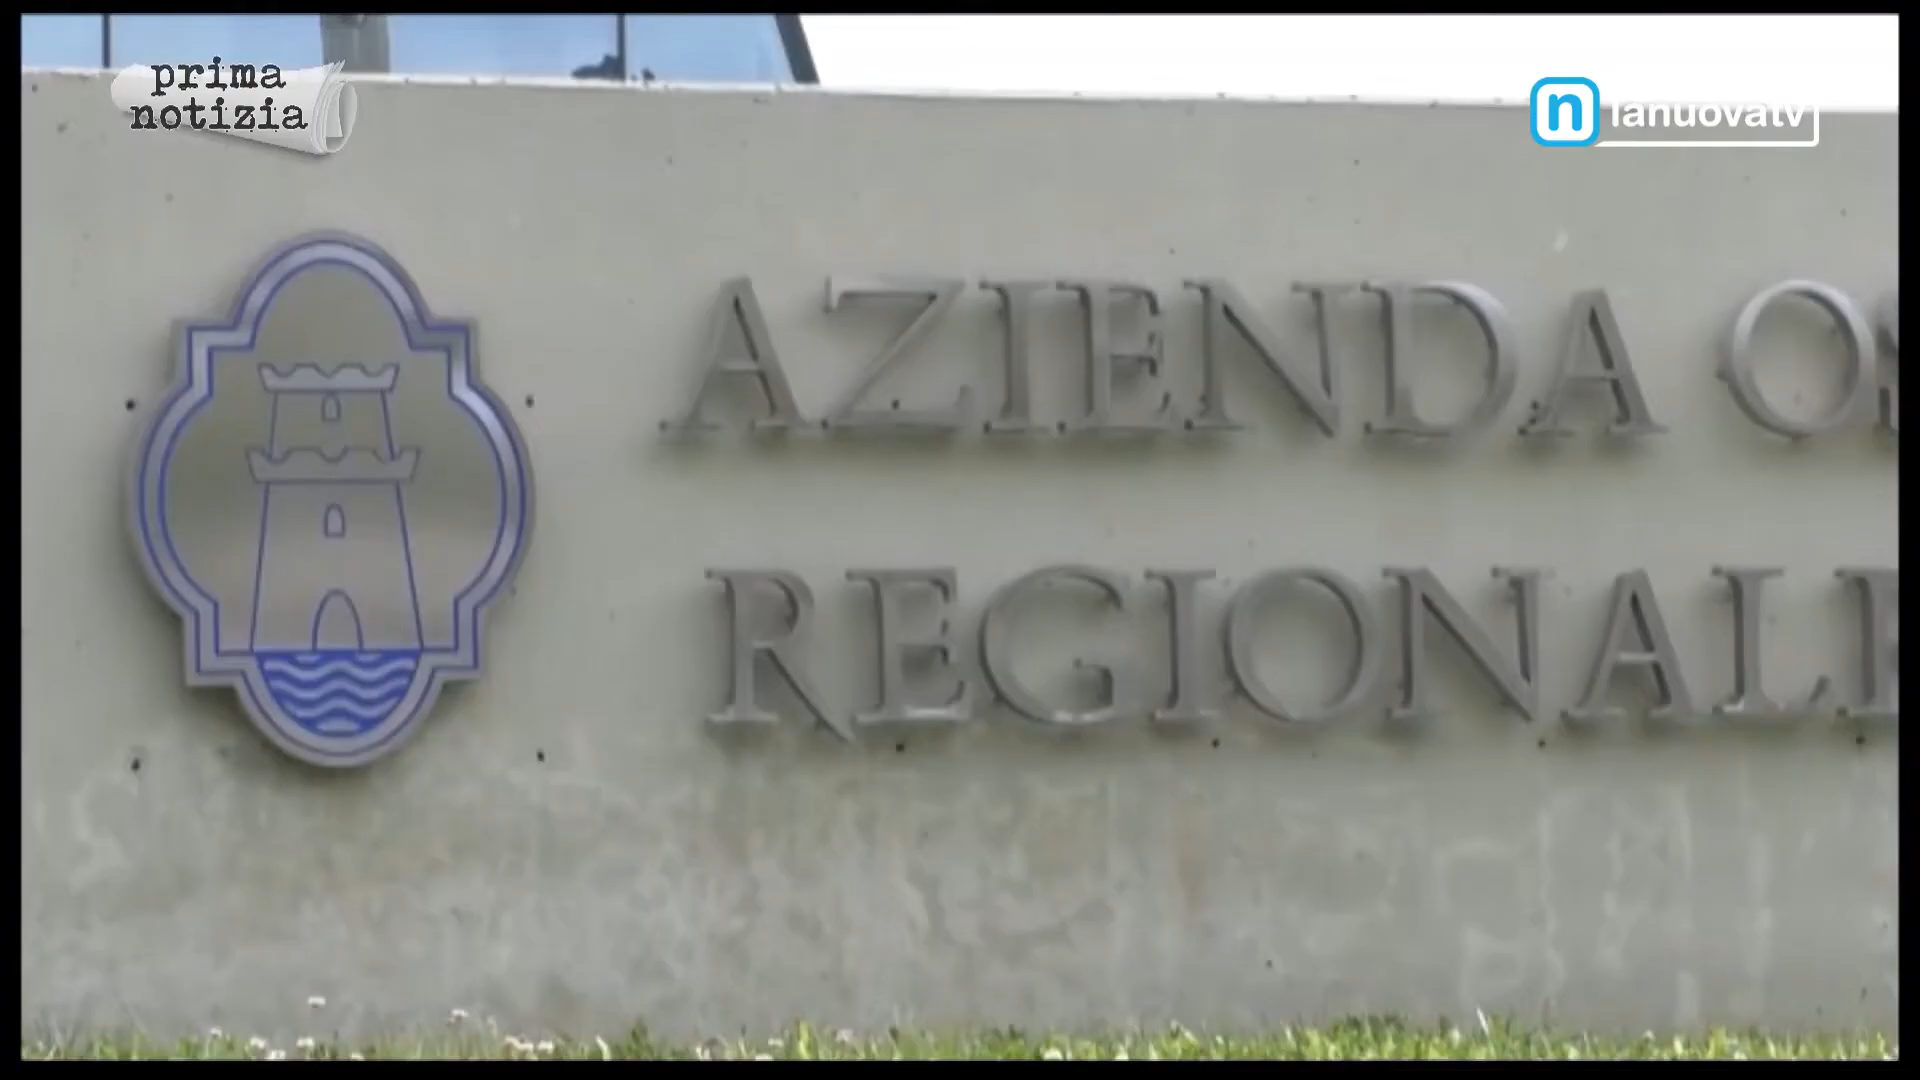 prima
notizia
n lanuovatv
AZIENDA O
REGIONALE